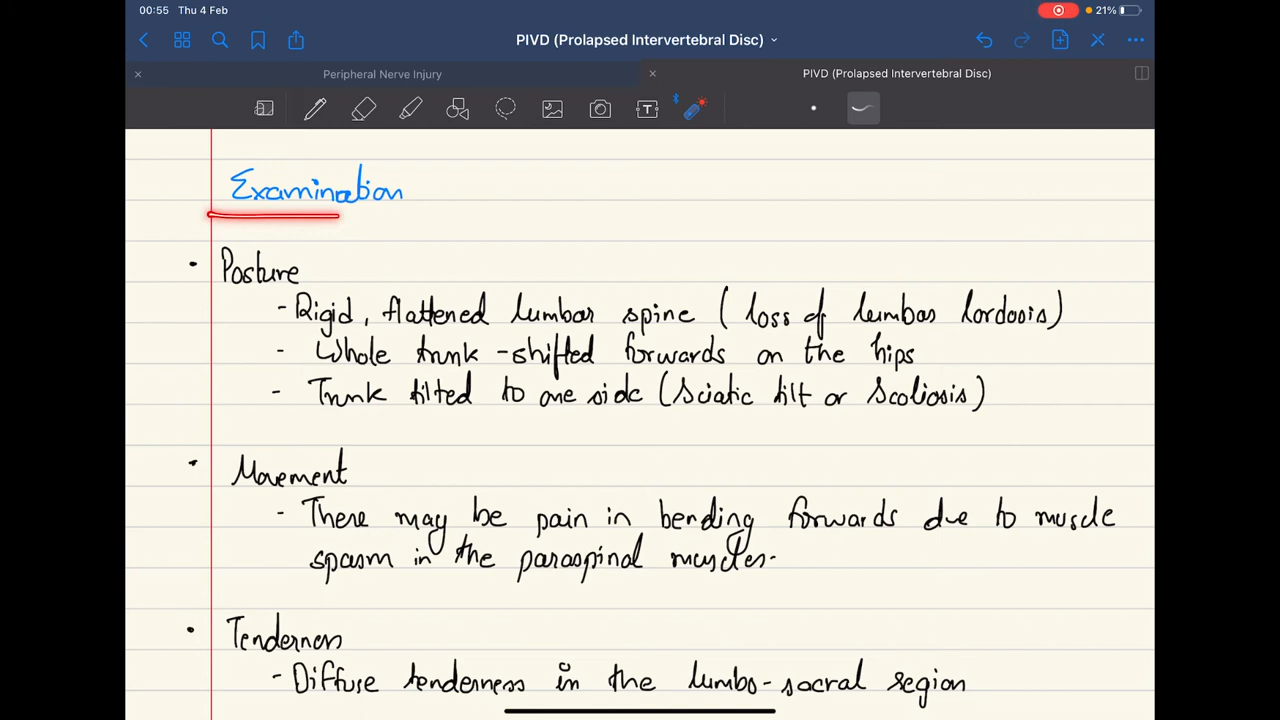 00:55 Thu 4 Feb 21%
PIVD (Prolapsed Intervertebral Disc)
Peripheral Nerve Injury PIVD (Prolapsed Intervertebral Disc)
T
Examination
• Posture
- Rigid, flattened lumbar spine (loss of lumbar lordosis)
- Whole trunk - shifted forwards on the hips
- Trunk tilted to one side (Sciatic tilt or Scoliosis)
• Movement
- There may be pain in bending forwards due to muscle
spasm in the paraspinal muscles.
• Tenderness
- Diffuse tenderness in the lumbo-sacral region